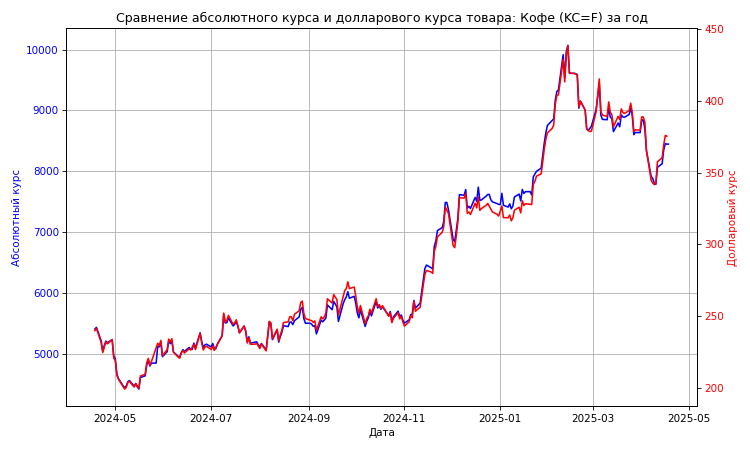 Сравнение абсолютного курса и долларового курса товара: Кофе (KC=F) за год
Абсолютный курс
10000
9000
8000
7000
6000
5000
450
400
350
300
250
200
Долларовый курс
2024-05 2024-07 2024-09 2024-11 2025-01 2025-03 2025-05
Дата